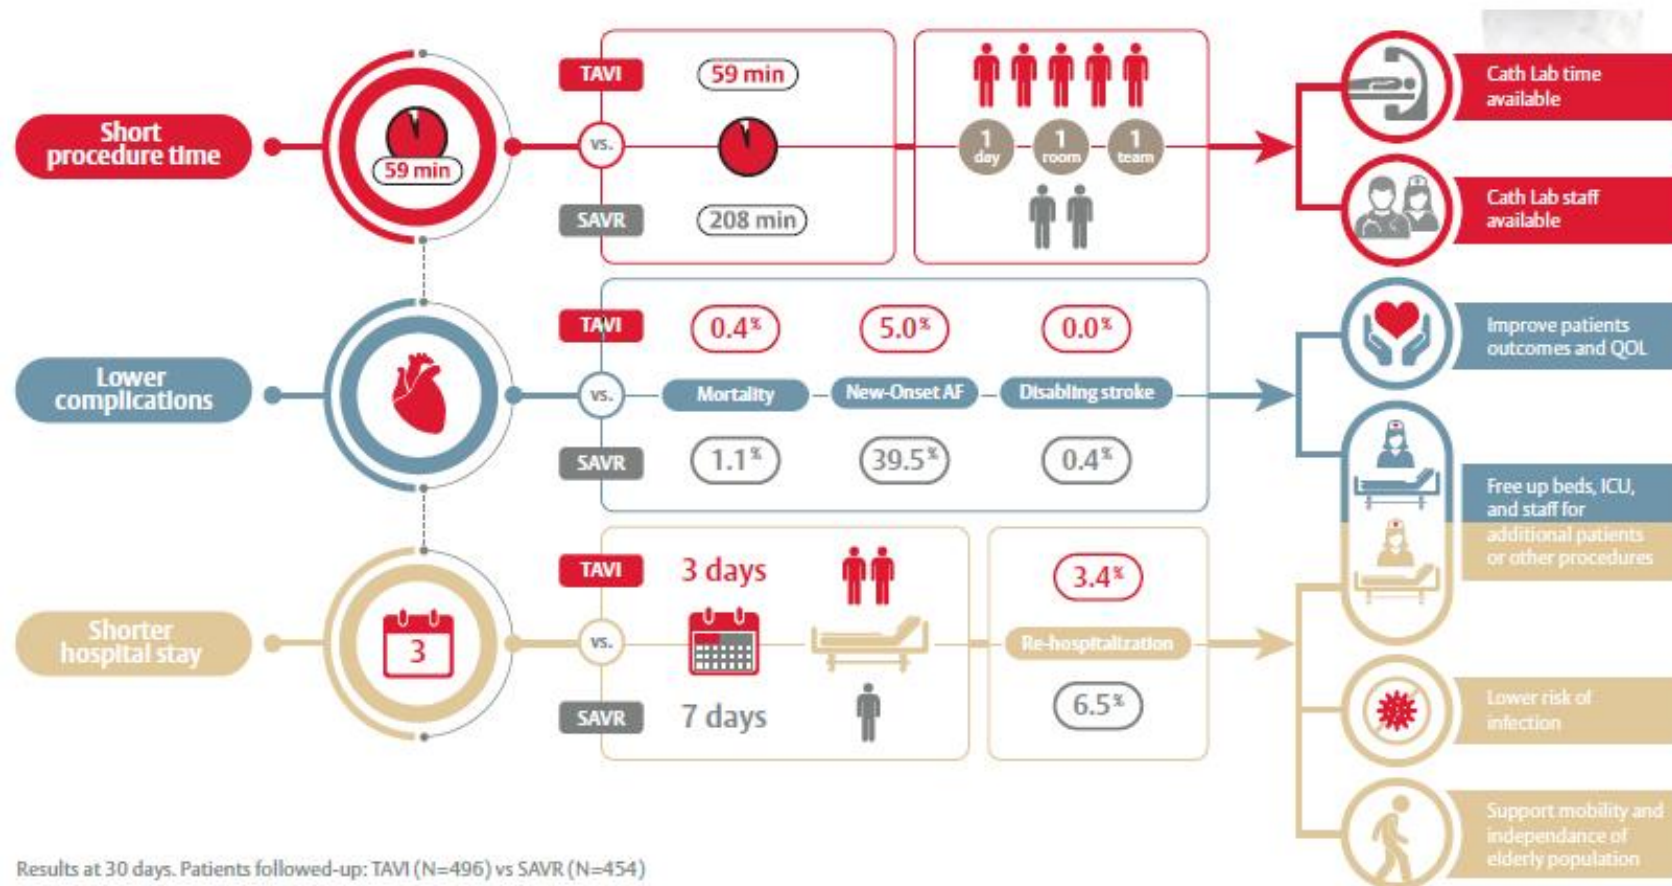 Short
procedure time
59 min
TAVI
vs.
SAVR
59 min
208 min
1
day
1
room
1
team
Cath Lab time
available
Cath Lab staff
available
Lower
complications
TAVI
vs.
SAVR
0.4%
5.0%
0.0%
Mortality
New-Onset AF
Disabling stroke
1.1%
39.5%
0.4%
Improve patients
outcomes and QOL
Free up beds, ICU,
and staff for
additional patients
or other procedures
Shorter
hospital stay
3
TAVI
vs.
SAVR
3 days
7 days
3.4%
Re-hospitalization
6.5%
Lower risk of
infection
Support mobility and
independance of
elderly population
Results at 30 days. Patients followed-up: TAVI (N=496) vs SAVR (N=454)